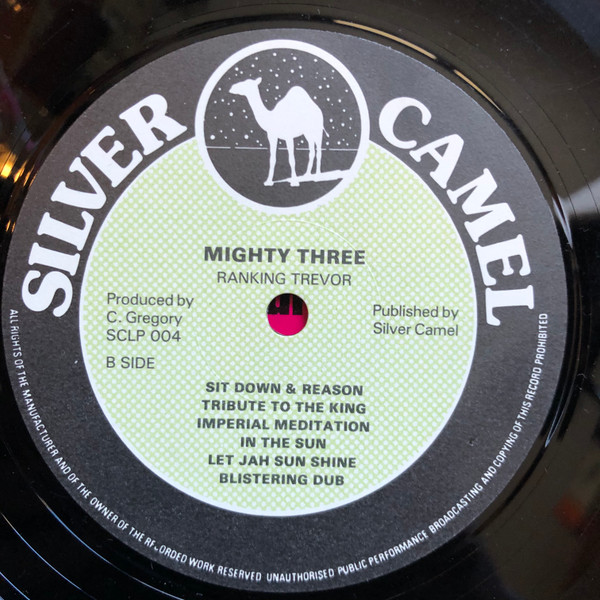 SILVER CAMEL
MIGHTY THREE
RANKING TREVOR
Produced by
C. Gregory
SCLP 004
B SIDE
Published by
Silver Camel
SIT DOWN & REASON
TRIBUTE TO THE KING
IMPERIAL MEDITATION
IN THE SUN
LET JAH SUN SHINE
BLISTERING DUB
ALL RIGHTS OF THE MANUFACTURER AND OF THE OWNER OF THE RECORDED WORK RESERVED UNAUTHORISED PUBLIC PERFORMANCE BROADCASTING AND COPYING OF THIS RECORD PROHIBITED